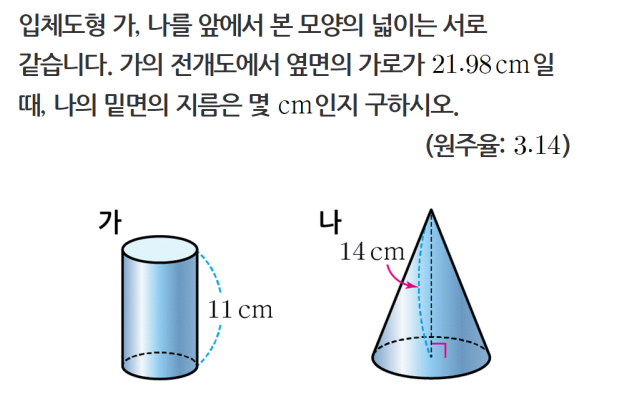 입체도형 가, 나를 앞에서 본 모양의 넓이는 서로
같습니다. 가의 전개도에서 옆면의 가로가 21.98 cm일
때, 나의 밑면의 지름은 몇 cm인지 구하시오.
(원주율: 3.14)
가
나
14 cm
11 cm